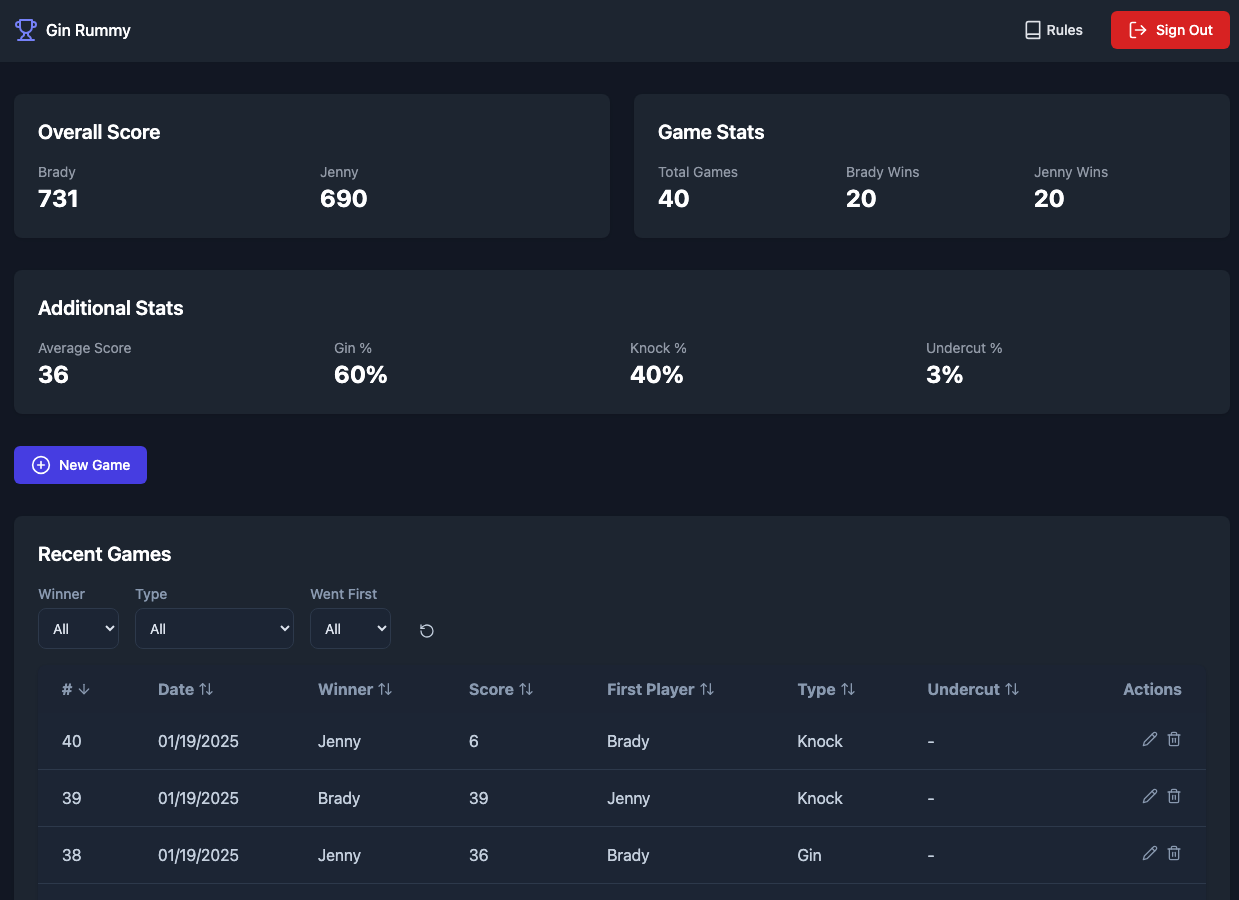 Gin Rummy
Rules
Sign Out
Overall Score
Brady
731
Jenny
690
Game Stats
Total Games
40
Brady Wins
20
Jenny Wins
20
Additional Stats
Average Score
36
Gin %
60%
Knock %
40%
Undercut %
3%
New Game
Recent Games
Winner Type Went First
All All All
# Date Winner Score First Player Type Undercut Actions
40 01/19/2025 Jenny 6 Brady Knock -
39 01/19/2025 Brady 39 Jenny Knock -
38 01/19/2025 Jenny 36 Brady Gin -